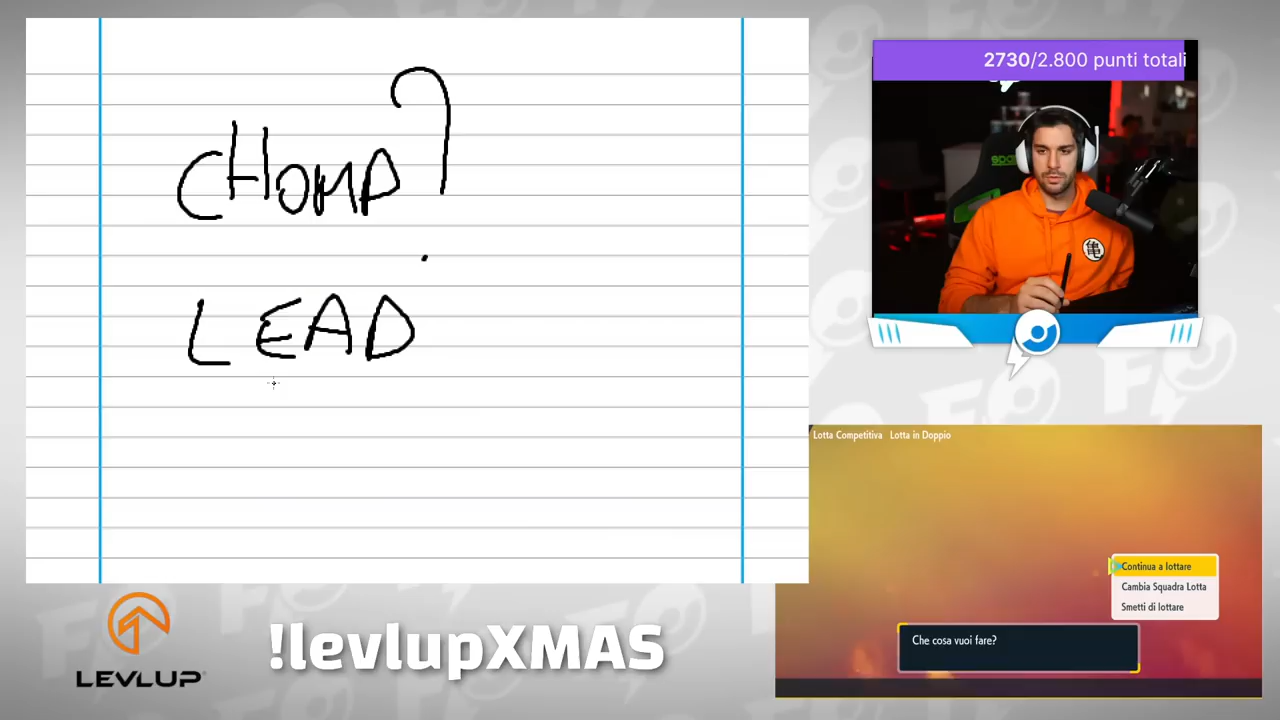 CHOMP?
LEAD
2730/2.800 punti totali
亀
Lotta Competitiva Lotta in Doppio
Continua a lottare
Cambia Squadra Lotta
Smetti di lottare
Che cosa vuoi fare?
LEVLUP
!levlupXMAS